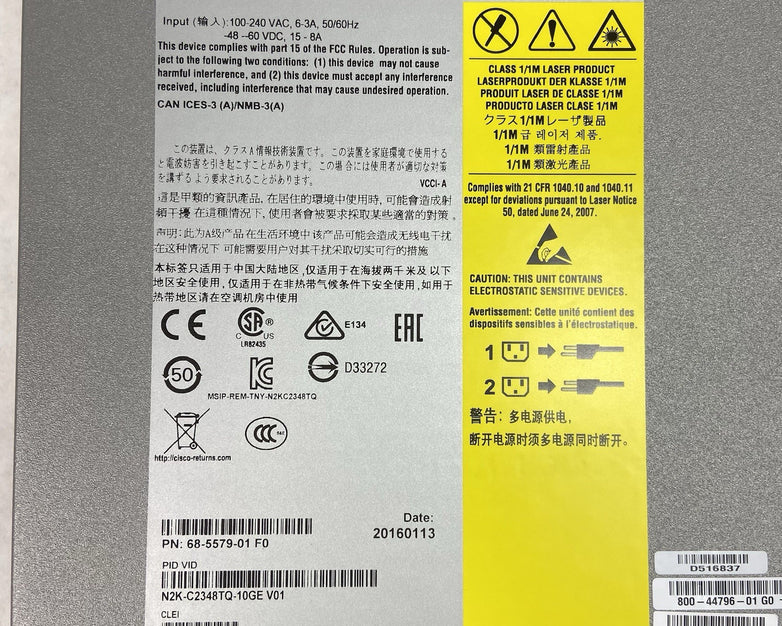 Input (输入):100-240 VAC, 6-3A, 50/60Hz
-48 --60 VDC, 15 - 8A
This device complies with part 15 of the FCC Rules. Operation is sub-
ject to the following two conditions: (1) this device may not cause
harmful interference, and (2) this device must accept any interference
received, including interference that may cause undesired operation.
CAN ICES-3 (A)/NMB-3(A)
この装置は、クラスA情報技術装置です。この装置を家庭環境で使用する
と電波妨害を引き起こすことがあります。この場合には使用者が適切な対策
を講ずるよう要求されることがあります。
VCCI-A
這是甲類的資訊產品, 在居住的環境中使用時, 可能會造成射
頻干擾 在這種情況下, 使用者會被要求採取某些適當的對策。
声明: 此为A级产品 在生活环境中 该产品可能会造成无线电干扰
在这种情况下 可能需要用户对其干扰采取切实可行的措施
本标签只适用于中国大陆地区, 仅适用于在海拔两千米及以下
地区安全使用, 仅适用于在非热带气候条件下安全使用, 如用于
热带地区请在空调机房中使用
CE
SA®
C US
LR82435
E134
EAC
50
KC
D33272
MSIP-REM-TNY-N2KC2348TQ
http://cisco-returns.com
CCC
PN: 68-5579-01 F0
Date:
20160113
PID VID
N2K-C2348TQ-10GE V01
CLEI
CLASS 1/1M LASER PRODUCT
LASERPRODUKT DER KLASSE 1/1M
PRODUIT LASER DE CLASSE 1/1M
PRODUCTO LASER CLASE 1/1M
クラス1/1Mレーザ製品
1/1M 급 레이저 제품.
1/1M 類雷射產品
1/1M 類激光產品
Complies with 21 CFR 1040.10 and 1040.11
except for deviations pursuant to Laser Notice
50, dated June 24, 2007.
CAUTION: THIS UNIT CONTAINS
ELECTROSTATIC SENSITIVE DEVICES.
Avertissement: Cette unité contient des
dispositifs sensibles à l'électrostatique.
1
2
警告: 多电源供电,
断开电源时须多电源同时断开。
D516837
800-44796-01 G0